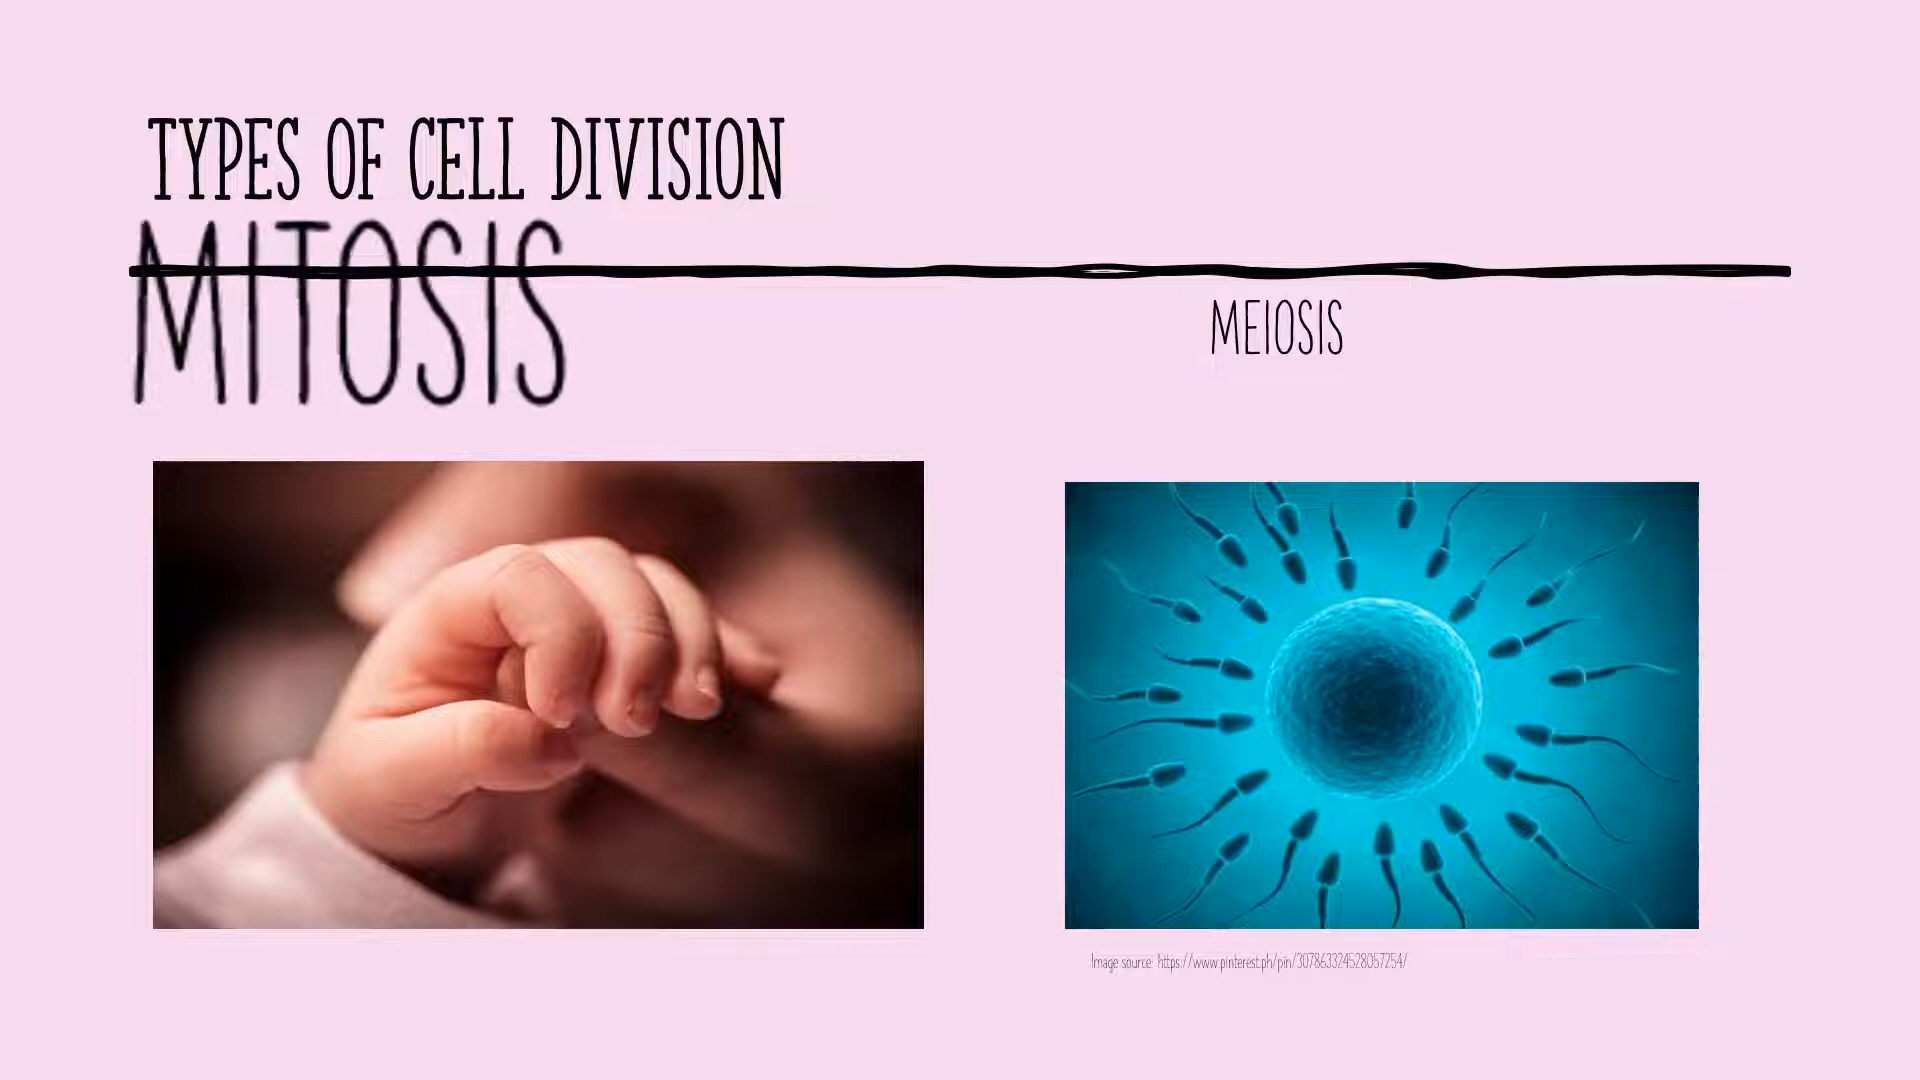 TYPES OF CELL DIVISION
MITOSIS
MEIOSIS
Image source: https://www.pinterest.ph/pin/307863324528057254/